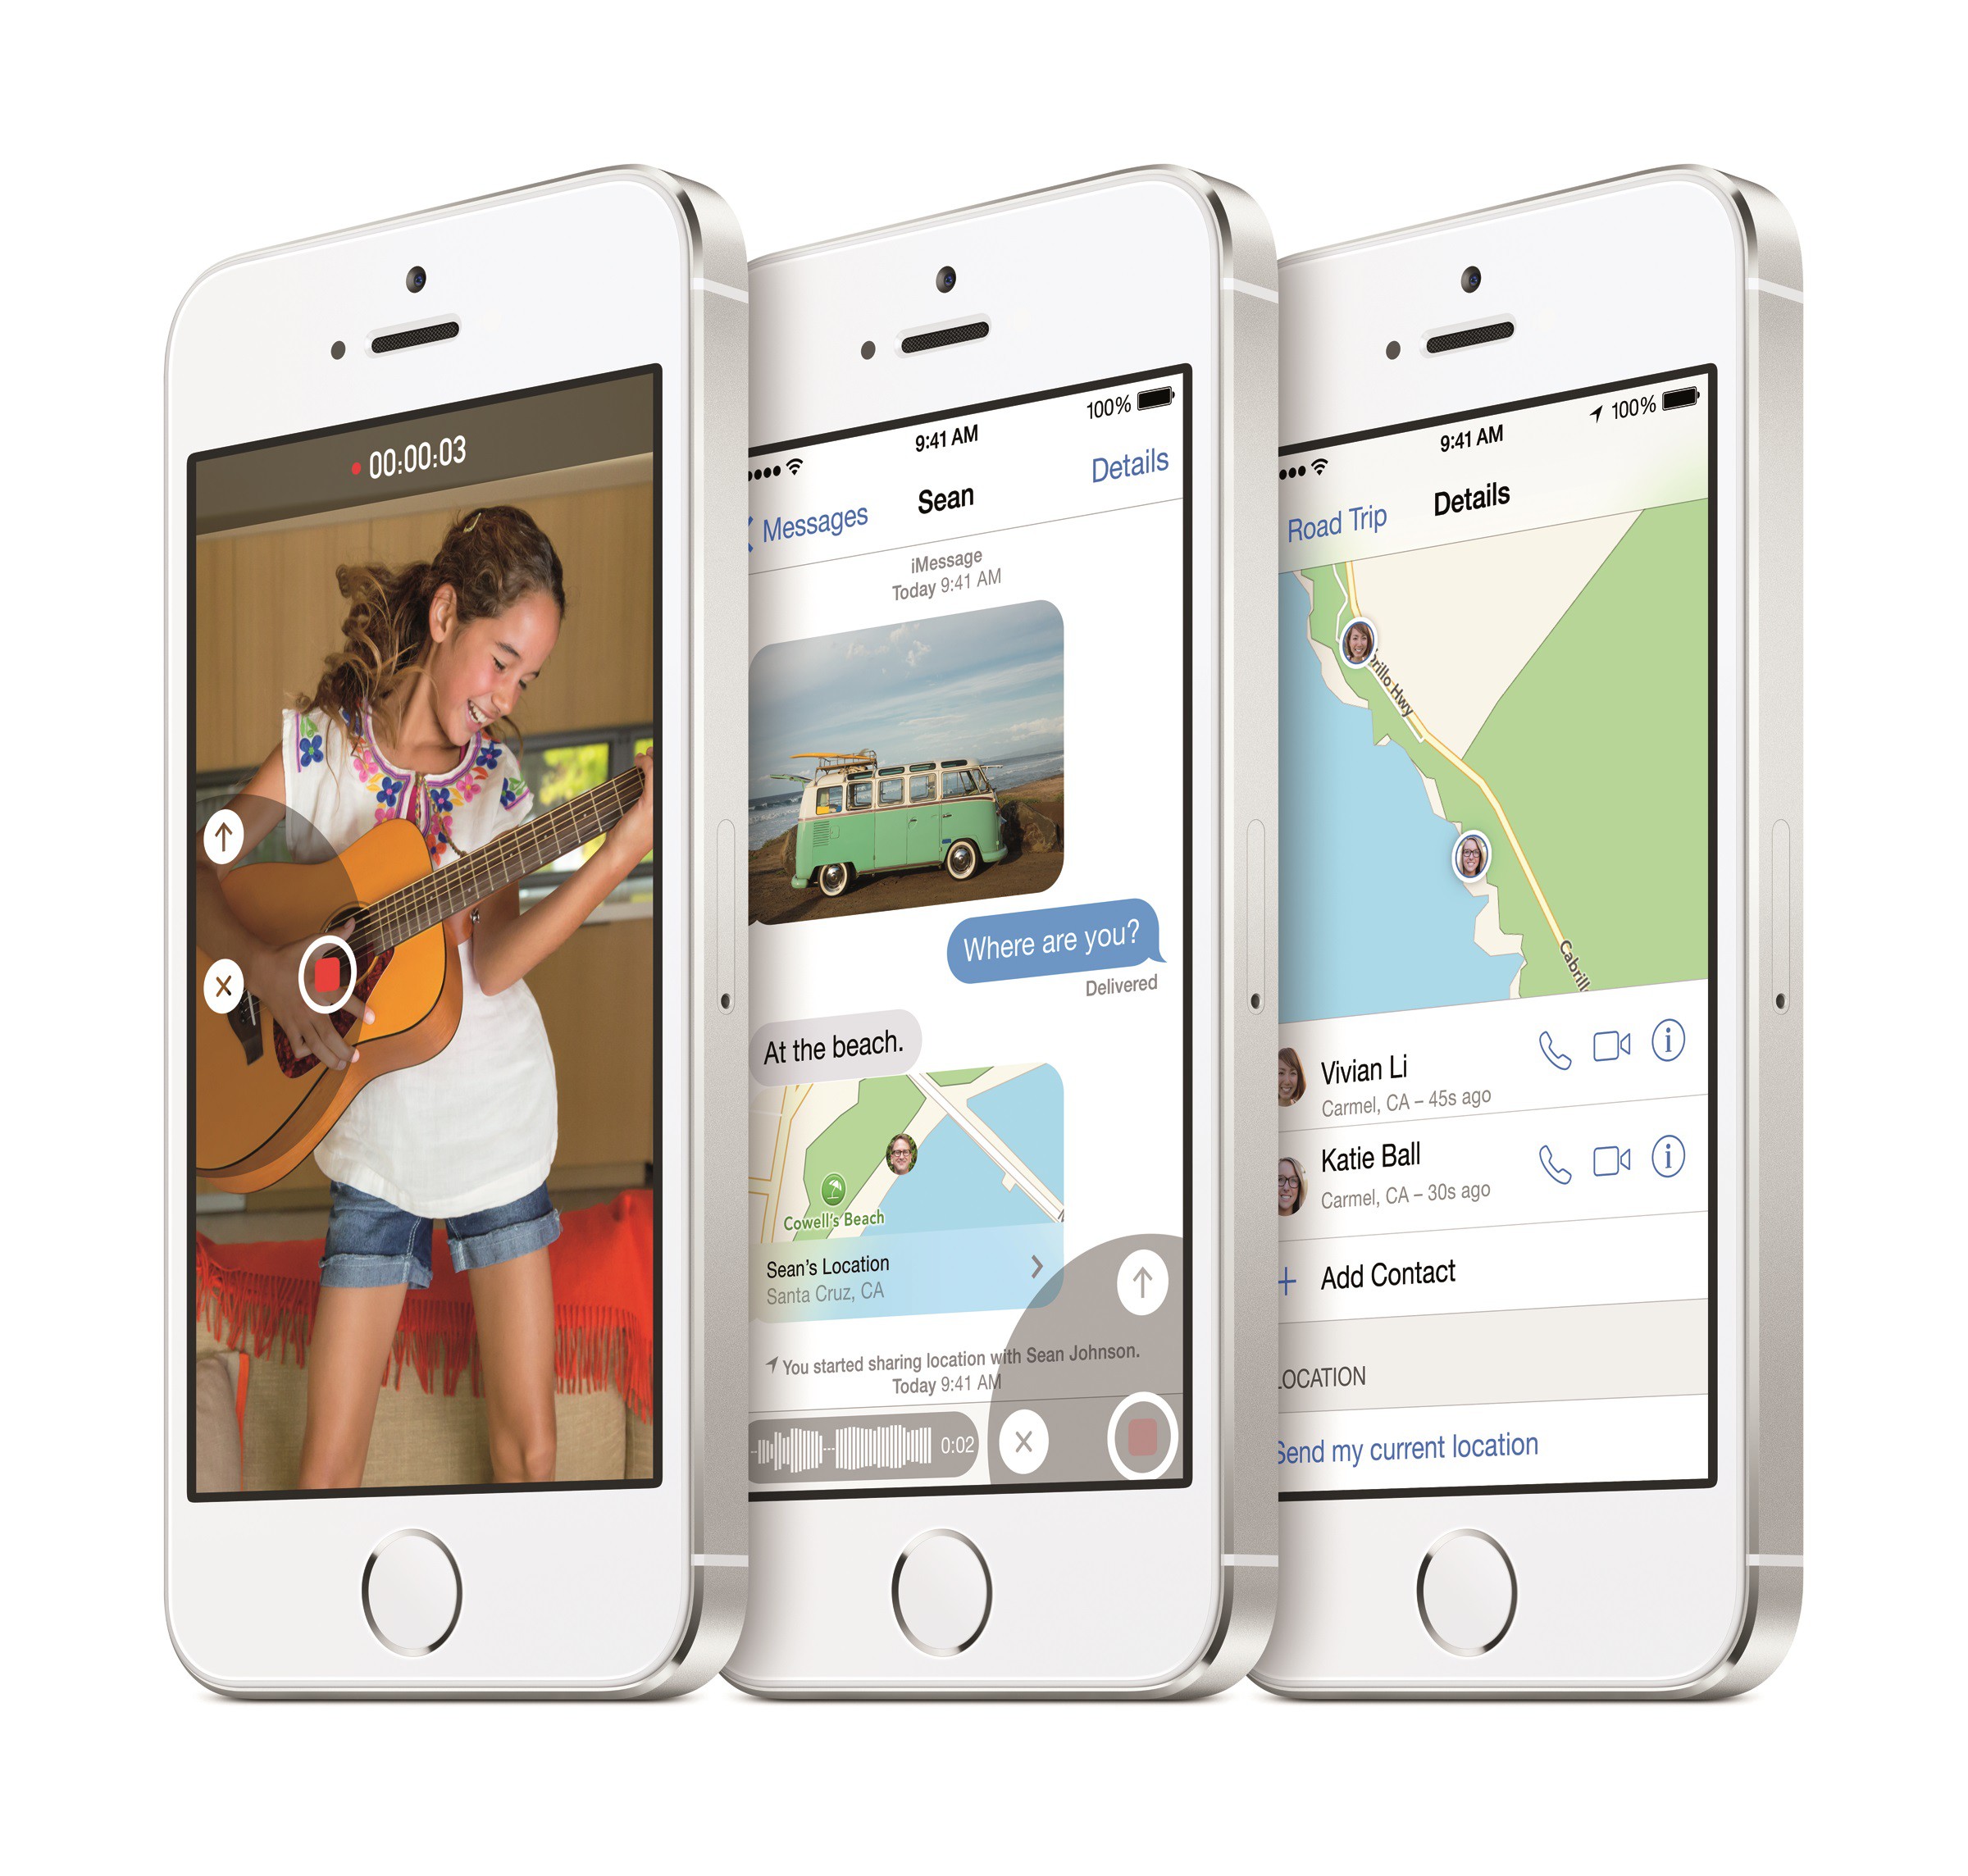 00:00:03
100%
9:41 AM
Details
Messages
Sean
iMessage
Today 9:41 AM
Where are you?
Delivered
At the beach.
Cowell's Beach
Sean's Location
Santa Cruz, CA
You started sharing location with Sean Johnson.
Today 9:41 AM
0:02
100%
9:41 AM
Road Trip
Details
brillo Hwy
Cabrill
Vivian Li
Carmel, CA – 45s ago
Katie Ball
Carmel, CA – 30s ago
Add Contact
LOCATION
Send my current location